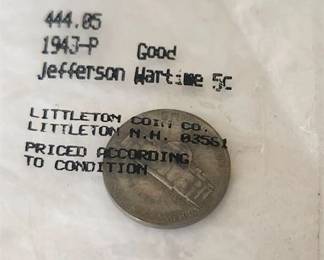 444.05
1943-P Good
Jefferson Wartime 5C
LITTLETON COIN CO.
LITTLETON N.H. 03561
PRICED ACCORDING
TO CONDITION